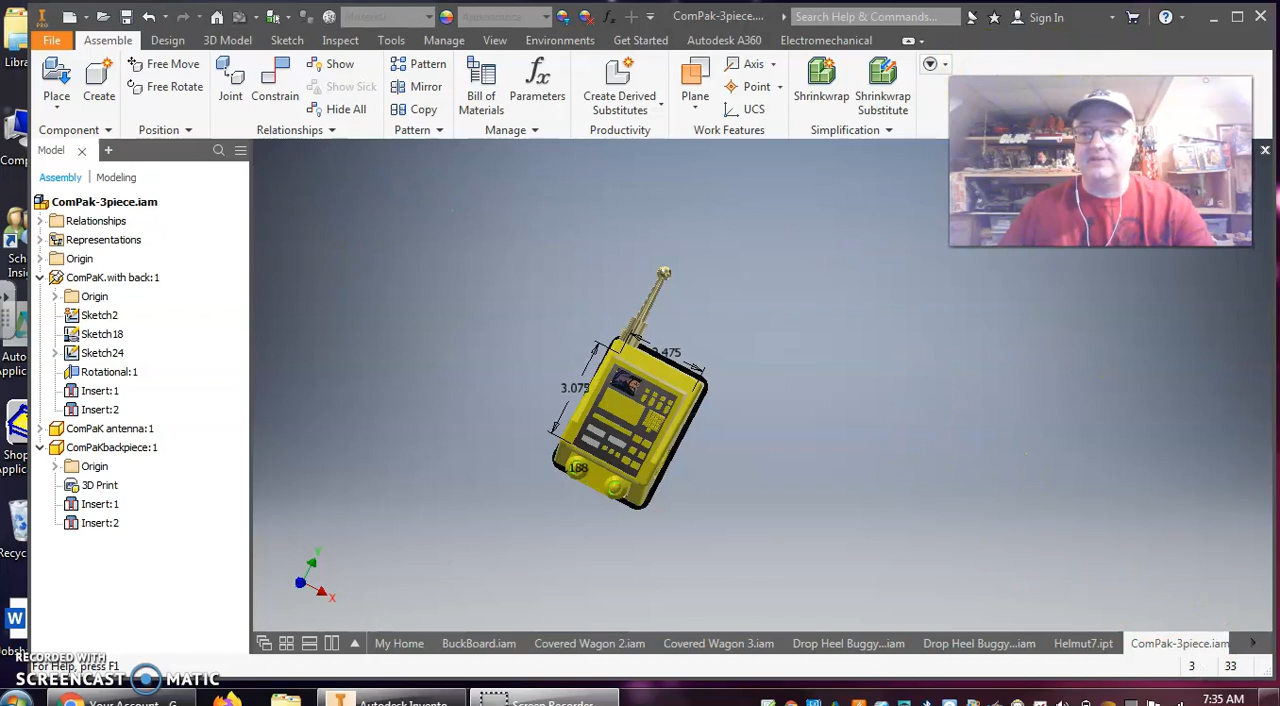 ComPak-3piece....
Search Help & Commands...
Sign In
File
Assemble
Design
3D Model
Sketch
Inspect
Tools
Manage
View
Environments
Get Started
Autodesk A360
Electromechanical
Place
Create
Free Move
Free Rotate
Joint
Constrain
Show
Show Sick
Hide All
Pattern
Mirror
Copy
Bill of
Materials
Parameters
Create Derived
Substitutes
Plane
Axis
Point
UCS
Shrinkwrap
Shrinkwrap
Substitute
Component
Position
Relationships
Pattern
Manage
Productivity
Work Features
Simplification
Model
Assembly
Modeling
ComPak-3piece.iam
Relationships
Representations
Origin
ComPaK.with back:1
Origin
Sketch2
Sketch18
Sketch24
Rotational:1
Insert:1
Insert:2
ComPaK antenna:1
ComPaKbackpiece:1
Origin
3D Print
Insert:1
Insert:2
3.075
.475
.188
Y
X
My Home
BuckBoard.iam
Covered Wagon 2.iam
Covered Wagon 3.iam
Drop Heel Buggy...iam
Drop Heel Buggy...iam
Helmut7.ipt
ComPak-3piece.iam
For Help, press F1
3
33
RECORDED WITH
SCREENCAST MATIC
Your Account - G
Autodesk Invento
Screen Recorder
7:35 AM